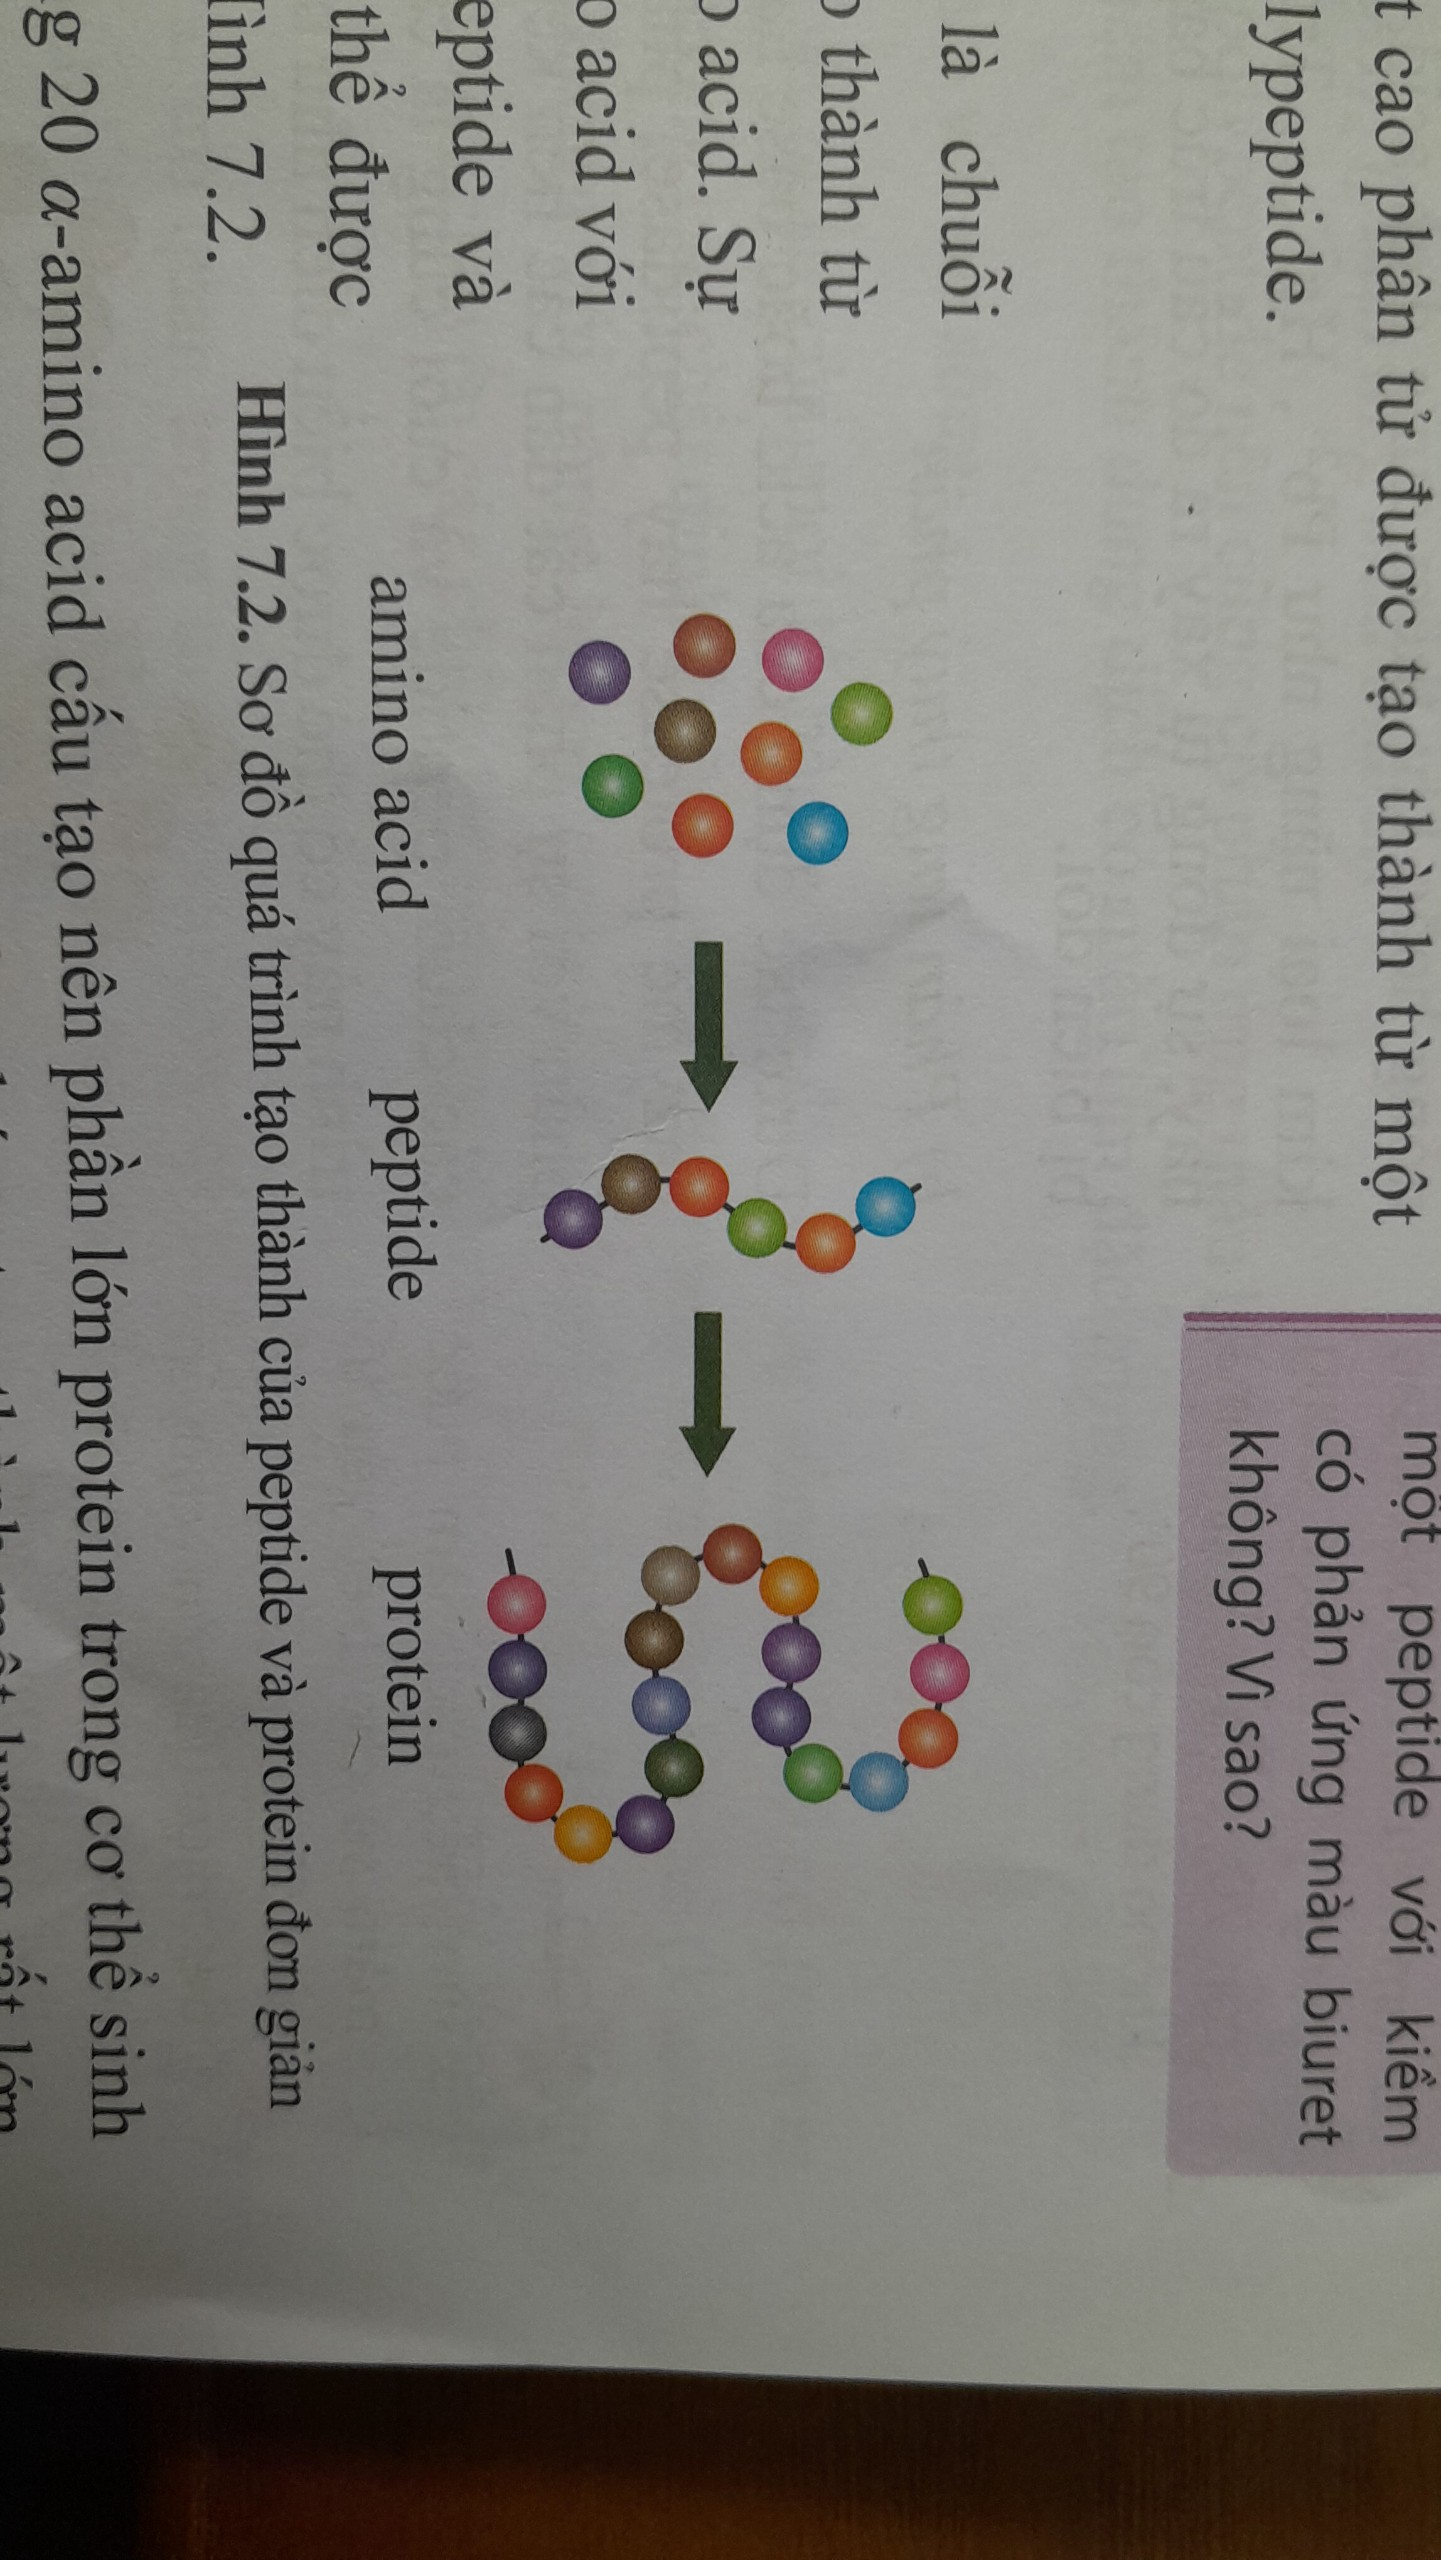 cao phân tử được tạo thành từ một
một peptide với kiềm
có phản ứng màu biuret
không? Vì sao?
là chuỗi
thành từ
acid. Sự
acid với
và
thể được
7.2.
amino acid
peptide
protein
Hình 7.2. Sơ đồ quá trình tạo thành của peptide và protein đơn giản
20 α-amino acid cấu tạo nên phần lớn protein trong cơ thể sinh